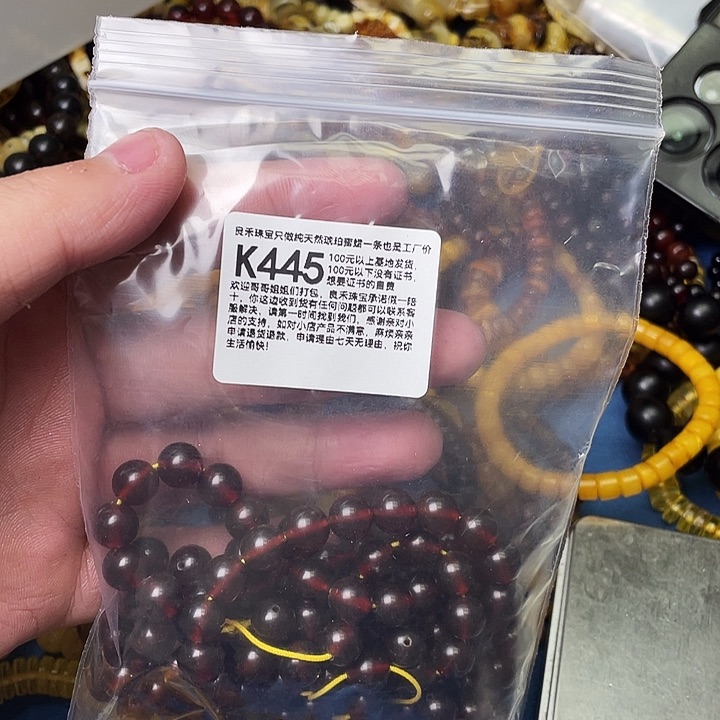 良禾珠宝只做纯天然琥珀蜜蜡一条也是工厂价
K445
100元以上基地发货,
100元以下没有证书,
想要证书的自费
欢迎哥哥姐姐们打包,良禾珠宝承诺假一赔
十,你这边收到货有任何问题都可以联系客
服解决,请第一时间找到我们,感谢亲对小
店的支持,如对小店产品不满意,麻烦亲亲
申请退货退款,申请理由七天无理由,祝你
生活愉快!